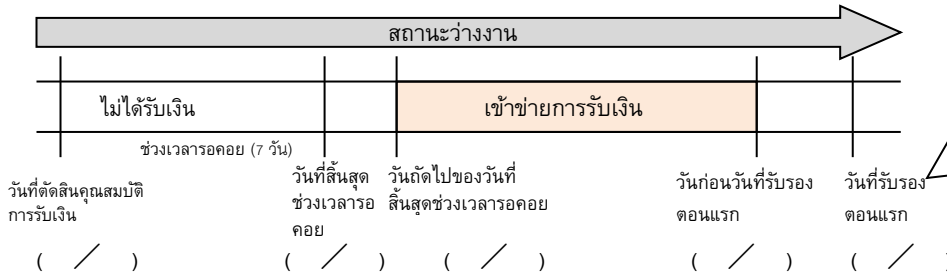 สถานะว่างงาน
ไม่ได้รับเงิน
เข้าข่ายการรับเงิน
ช่วงเวลารอคอย (7 วัน)
วันที่ตัดสินคุณสมบัติ
การรับเงิน
วันที่สิ้นสุด
ช่วงเวลารอ
คอย
วันถัดไปของวันที่
สิ้นสุดช่วงเวลารอคอย
วันก่อนวันที่รับรอง
ตอนแรก
วันที่รับรอง
ตอนแรก
( / ) ( / ) ( / ) ( / ) ( / )